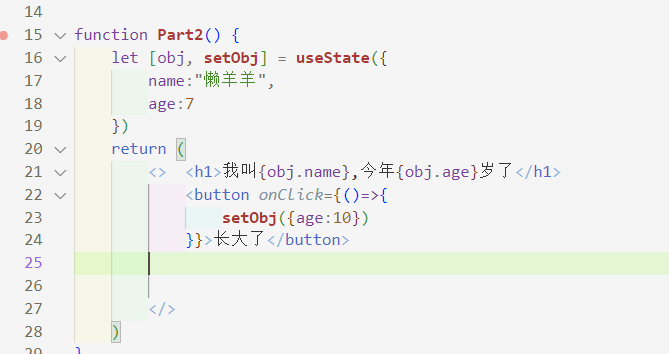 14
15 function Part2() {
16 let [obj, setObj] = useState({
17 name:"懒羊羊",
18 age:7
19 })
20 return (
21 <> <h1>我叫{obj.name},今年{obj.age}岁了</h1>
22 <button onClick={()=>{
23 setObj({age:10})
24 }}>长大了</button>
25
26
27 </>
28 )
29 }